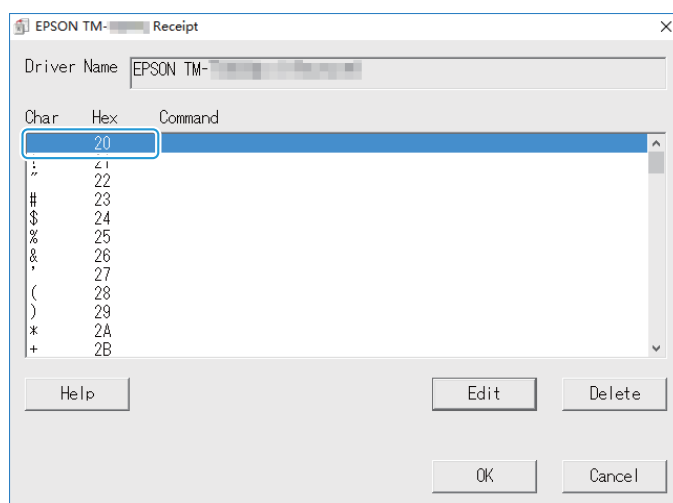 EPSON TM- Receipt
Driver Name EPSON TM-
Char Hex Command
20
! 21
" 22
# 23
$ 24
% 25
& 26
' 27
( 28
) 29
* 2A
+ 2B
Help Edit Delete
OK Cancel